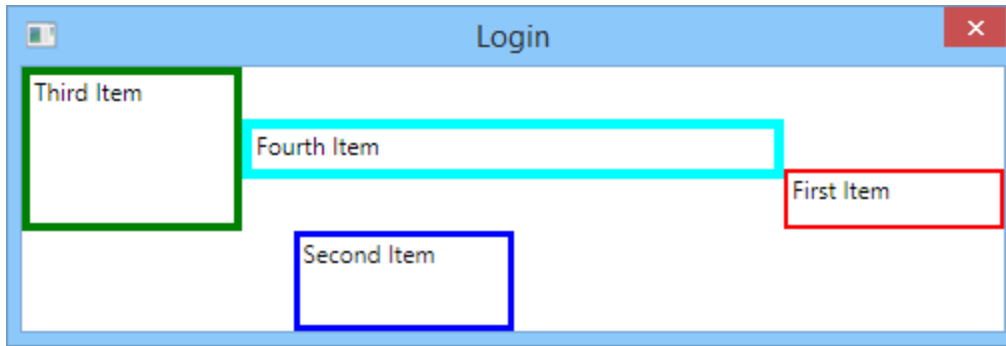 Login
Third Item
Fourth Item
First Item
Second Item